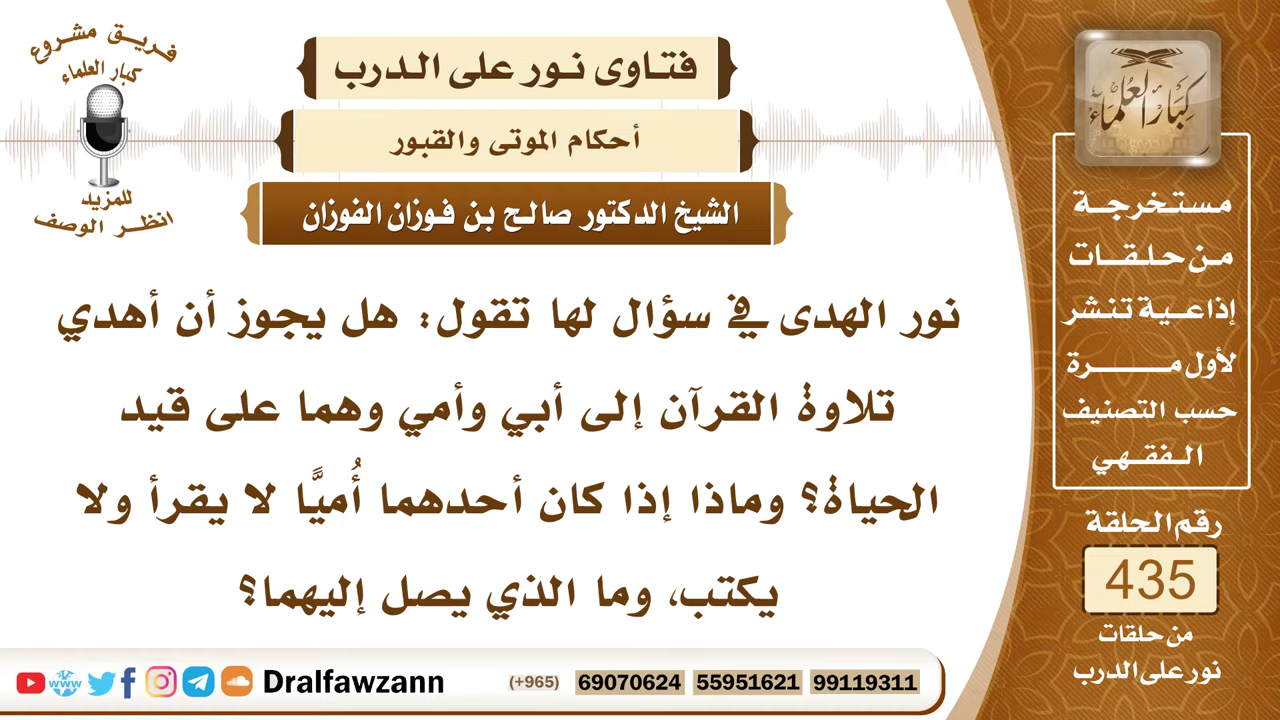 فريق مشروع
كبار العلماء
للمزيد
انظر الوصف
فتاوى نور على الدرب
أحكام الموتى والقبور
الشيخ الدكتور صالح بن فوزان الفوزان
نور الهدى في سؤال لها تقول: هل يجوز أن أهدي
تلاوة القرآن إلى أبي وأمي وهما على قيد
الحياة؟ وماذا إذا كان أحدهما أُميًّا لا يقرأ ولا
يكتب، وما الذي يصل إليهما؟
كبار العلماء
مستخرجة
من حلقات
إذاعية تنشر
لأول مرة
حسب التصنيف
الفقهي
رقم الحلقة
435
من حلقات
نور على الدرب
www
Dralfawzann (+965) 69070624 55951621 99119311